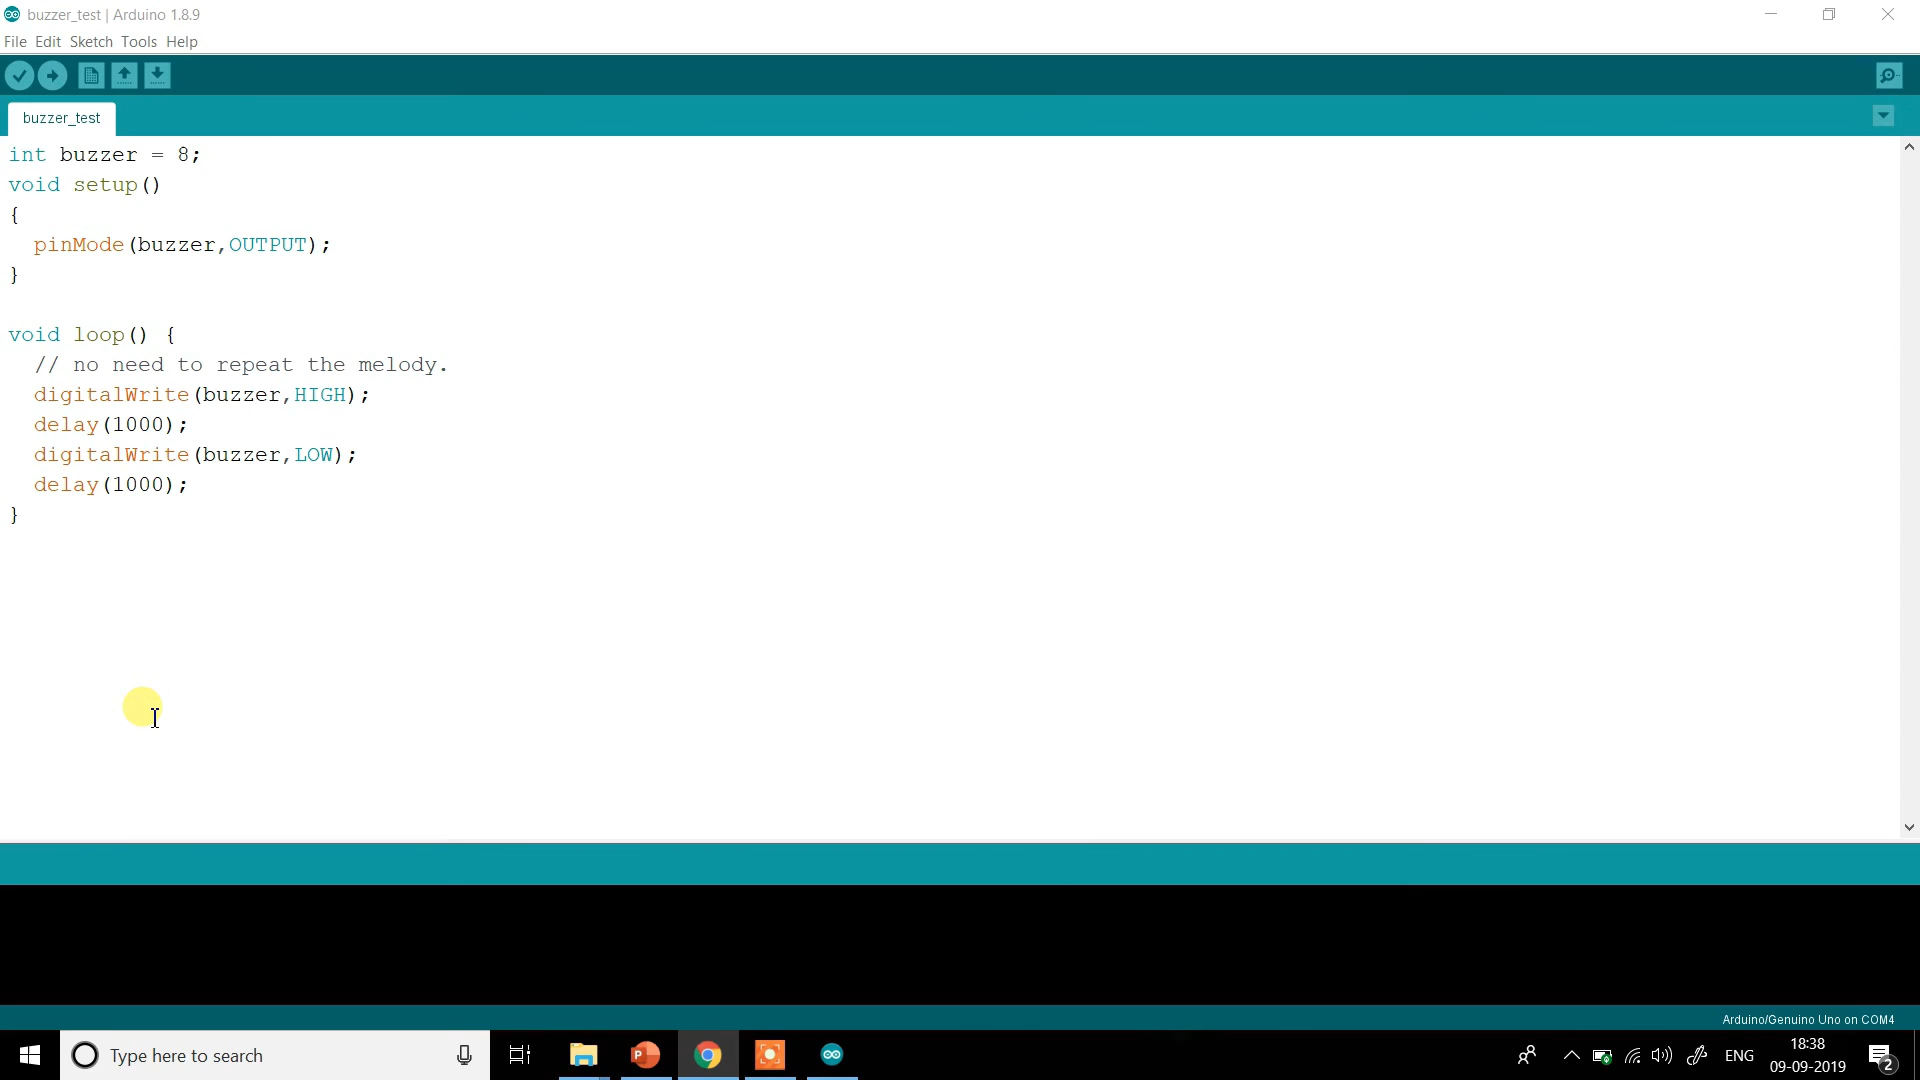 buzzer_test | Arduino 1.8.9
File Edit Sketch Tools Help
buzzer_test
int buzzer = 8;
void setup()
{
  pinMode(buzzer,OUTPUT);
}

void loop() {
  // no need to repeat the melody.
  digitalWrite(buzzer,HIGH);
  delay(1000);
  digitalWrite(buzzer,LOW);
  delay(1000);
}
Arduino/Genuino Uno on COM4
Type here to search
P
ENG
18:38
09-09-2019
2